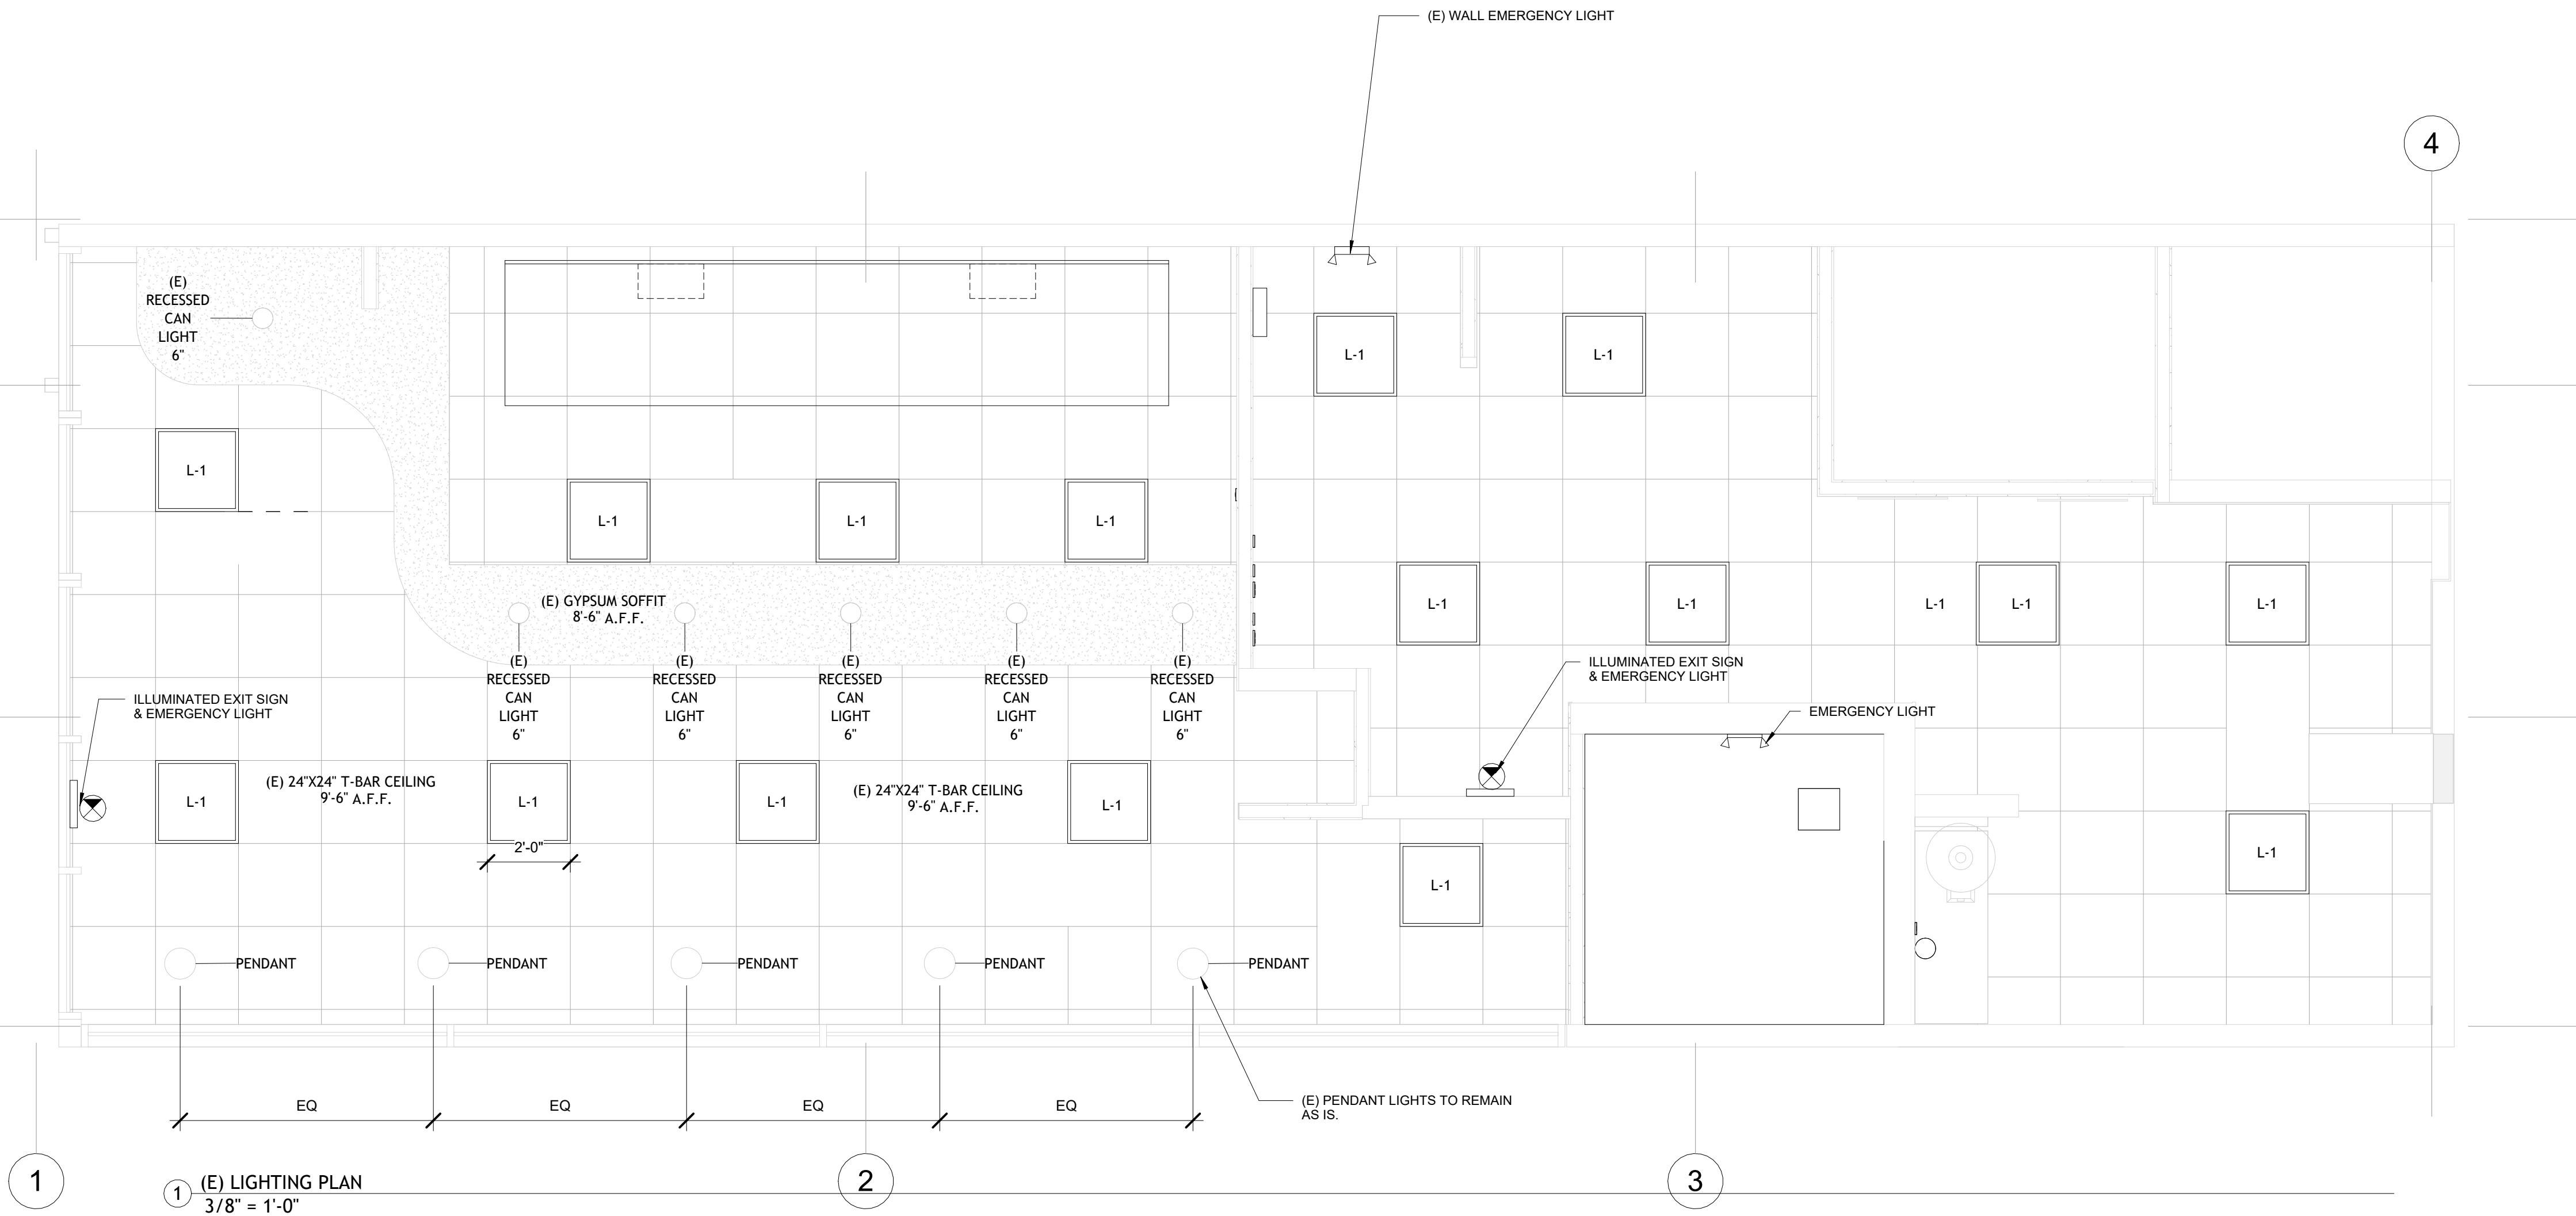 (E) WALL EMERGENCY LIGHT
4
(E)
RECESSED
CAN
LIGHT
6"
L-1
L-1
L-1
L-1
L-1
L-1
L-1
L-1
L-1
L-1
L-1
(E) GYPSUM SOFFIT
8'-6" A.F.F.
(E)
RECESSED
CAN
LIGHT
6"
(E)
RECESSED
CAN
LIGHT
6"
(E)
RECESSED
CAN
LIGHT
6"
(E)
RECESSED
CAN
LIGHT
6"
(E)
RECESSED
CAN
LIGHT
6"
ILLUMINATED EXIT SIGN
& EMERGENCY LIGHT
ILLUMINATED EXIT SIGN
& EMERGENCY LIGHT
EMERGENCY LIGHT
L-1
(E) 24"X24" T-BAR CEILING
9'-6" A.F.F.
L-1
2'-0"
L-1
(E) 24"X24" T-BAR CEILING
9'-6" A.F.F.
L-1
L-1
L-1
PENDANT
PENDANT
PENDANT
PENDANT
PENDANT
EQ
EQ
EQ
EQ
(E) PENDANT LIGHTS TO REMAIN
AS IS.
1
2
3
1
(E) LIGHTING PLAN
3/8" = 1'-0"